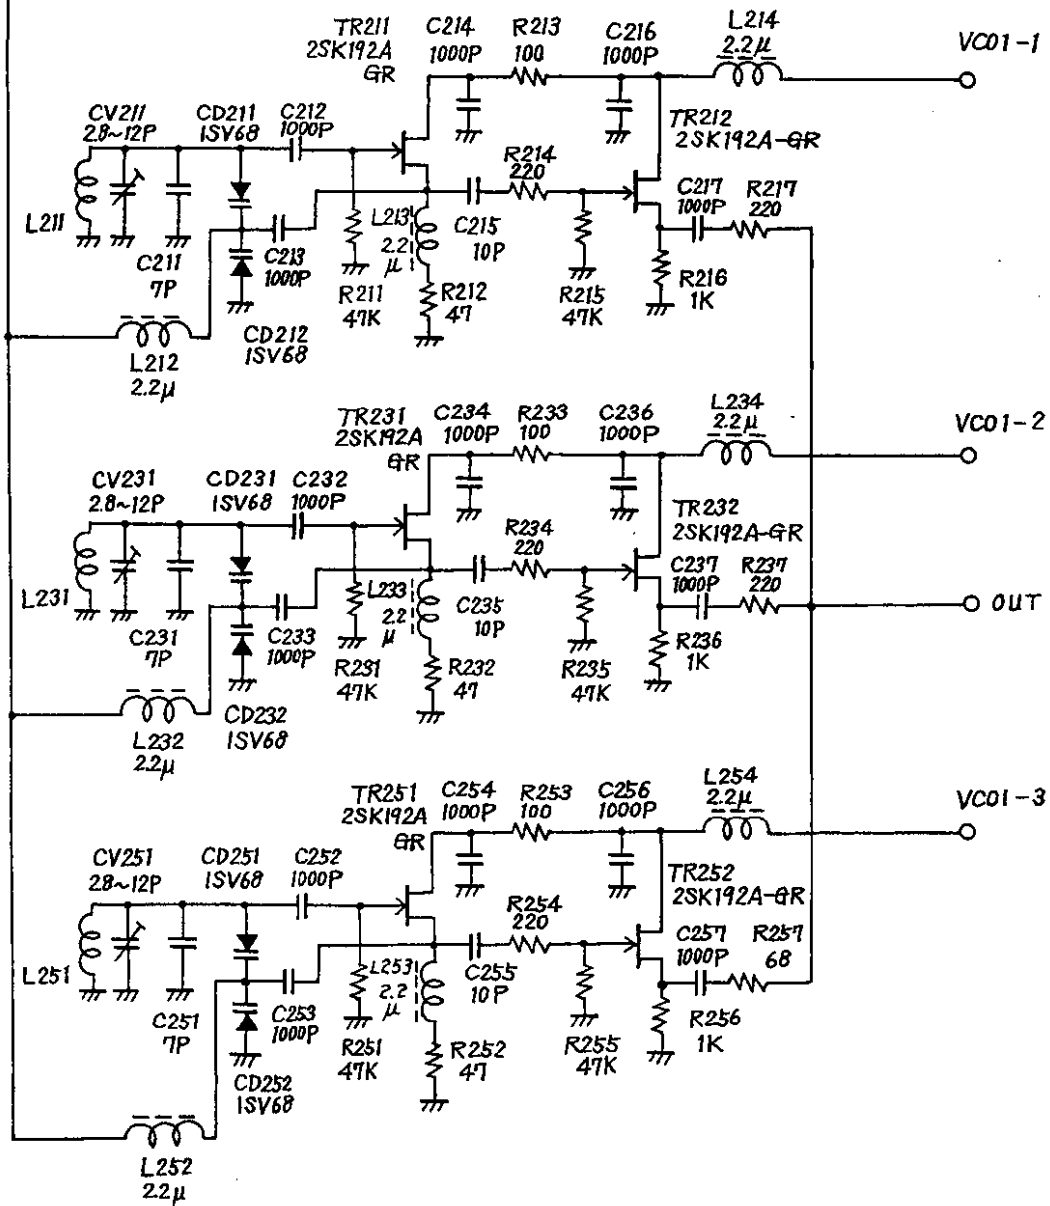 TR211
2SK192A
GR
C214
1000P
R213
100
C216
1000P
L214
2.2μ
VCO1-1
CV211
2.8~12P
CD211
1SV68
C212
1000P
TR212
2SK192A-GR
R214
220
C217
1000P
R217
220
L211
C211
7P
C213
1000P
L213
2.2
μ
C215
10P
R211
47K
R212
47
R215
47K
R216
1K
CD212
1SV68
L212
2.2μ
TR231
2SK192A
GR
C234
1000P
R233
100
C236
1000P
L234
2.2μ
VCO1-2
CV231
2.8~12P
CD231
1SV68
C232
1000P
TR232
2SK192A-GR
R234
220
C237
1000P
R237
220
OUT
L231
C231
7P
C233
1000P
L233
2.2
μ
C235
10P
R231
47K
R232
47
R235
47K
R236
1K
CD232
1SV68
L232
2.2μ
TR251
2SK192A
GR
C254
1000P
R253
100
C256
1000P
L254
2.2μ
VCO1-3
CV251
2.8~12P
CD251
1SV68
C252
1000P
TR252
2SK192A-GR
R254
220
C257
1000P
R257
68
L251
C251
7P
C253
1000P
L253
2.2
μ
C255
10P
R251
47K
R252
47
R255
47K
R256
1K
CD252
1SV68
L252
2.2μ